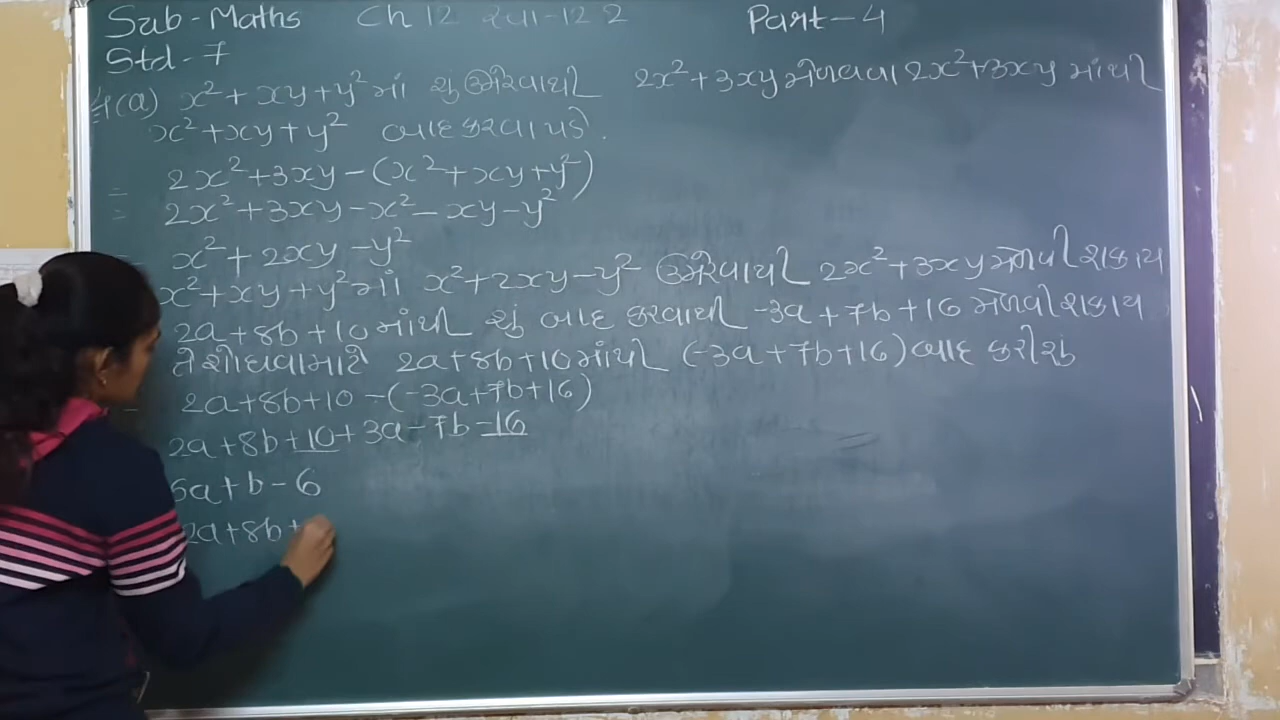 Sub-Maths Ch 12 સ્વા-12.2 Part-4
Std-7
(a) x²+xy+y² માં શું ઉમેરવાથી 2x²+3xy મેળવવા 2x²+3xy માંથી
x²+xy+y² બાદ કરવા પડે.
= 2x²+3xy-(x²+xy+y²)
= 2x²+3xy-x²-xy-y²
= x²+2xy-y²
x²+xy+y² માં x²+2xy-y² ઉમેરવાથી 2x²+3xy મેળવી શકાય
2a+8b+10 માંથી શું બાદ કરવાથી -3a+7b+16 મેળવી શકાય
તે શોધવા માટે 2a+8b+10 માંથી (-3a+7b+16) બાદ કરીશું
= 2a+8b+10-(-3a+7b+16)
2a+8b+10+3a-7b-16
5a+b-6
2a+8b+